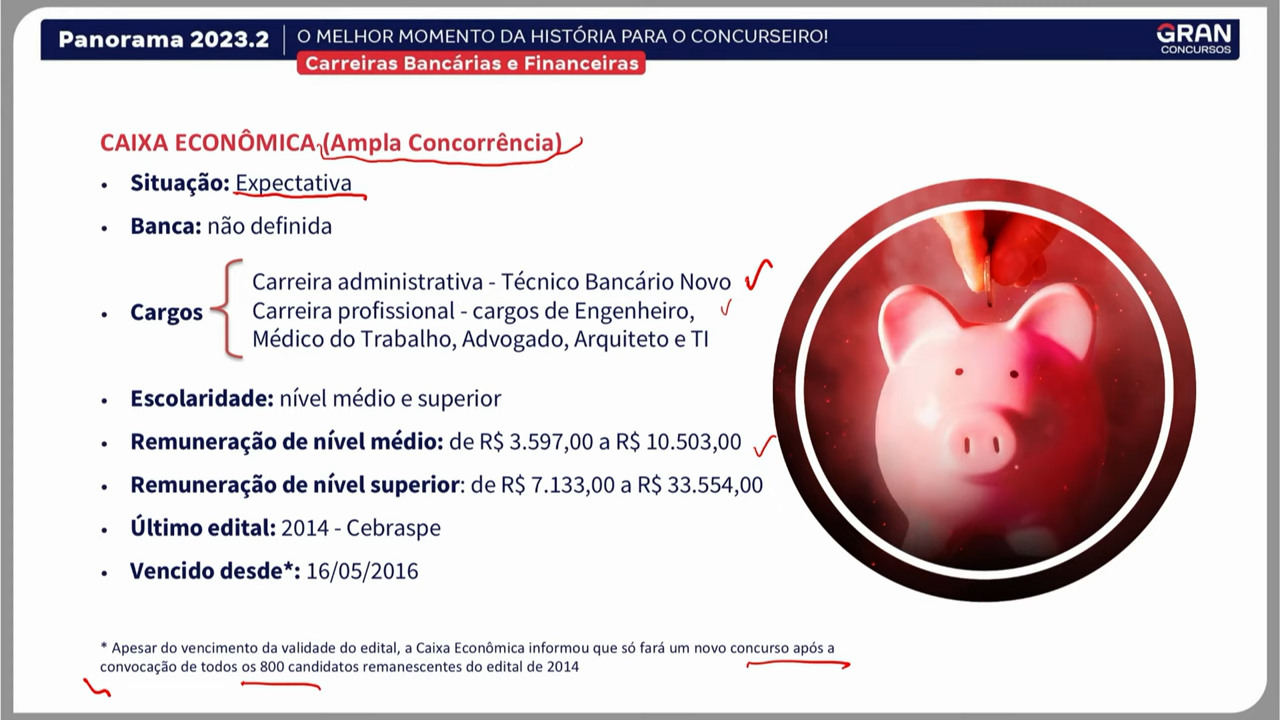 Panorama 2023.2
O MELHOR MOMENTO DA HISTÓRIA PARA O CONCURSEIRO!
GRAN
CONCURSOS
Carreiras Bancárias e Financeiras
CAIXA ECONÔMICA (Ampla Concorrência)
• Situação: Expectativa
• Banca: não definida
Carreira administrativa - Técnico Bancário Novo
• Cargos Carreira profissional - cargos de Engenheiro,
Médico do Trabalho, Advogado, Arquiteto e TI
• Escolaridade: nível médio e superior
• Remuneração de nível médio: de R$ 3.597,00 a R$ 10.503,00
• Remuneração de nível superior: de R$ 7.133,00 a R$ 33.554,00
• Último edital: 2014 - Cebraspe
• Vencido desde*: 16/05/2016
* Apesar do vencimento da validade do edital, a Caixa Econômica informou que só fará um novo concurso após a
convocação de todos os 800 candidatos remanescentes do edital de 2014